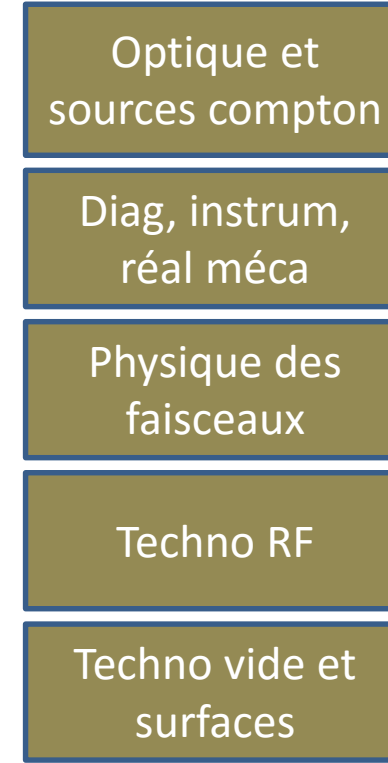 Optique et
sources compton
Diag, instrum,
réal méca
Physique des
faisceaux
Techno RF
Techno vide et
surfaces